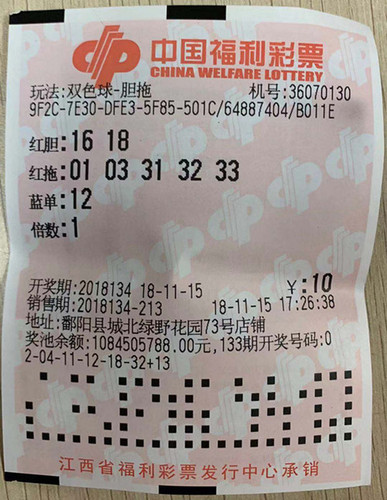 中国福利彩票
CHINA WELFARE LOTTERY
玩法:双色球-胆拖 机号:36070130
9F2C-7E30-DFE3-5F85-501C/64887404/B011E
红胆:16 18
红拖:01 03 31 32 33
蓝单:12
倍数:1
开奖期:2018134 18-11-15 ¥:10
销售期:2018134-213 18-11-15 17:26:38
地址:鄱阳县城北绿野花园73号店铺
奖池余额:1084505788.00元,133期开奖号码:0
2-04-11-12-18-32+13
江西省福利彩票发行中心承销